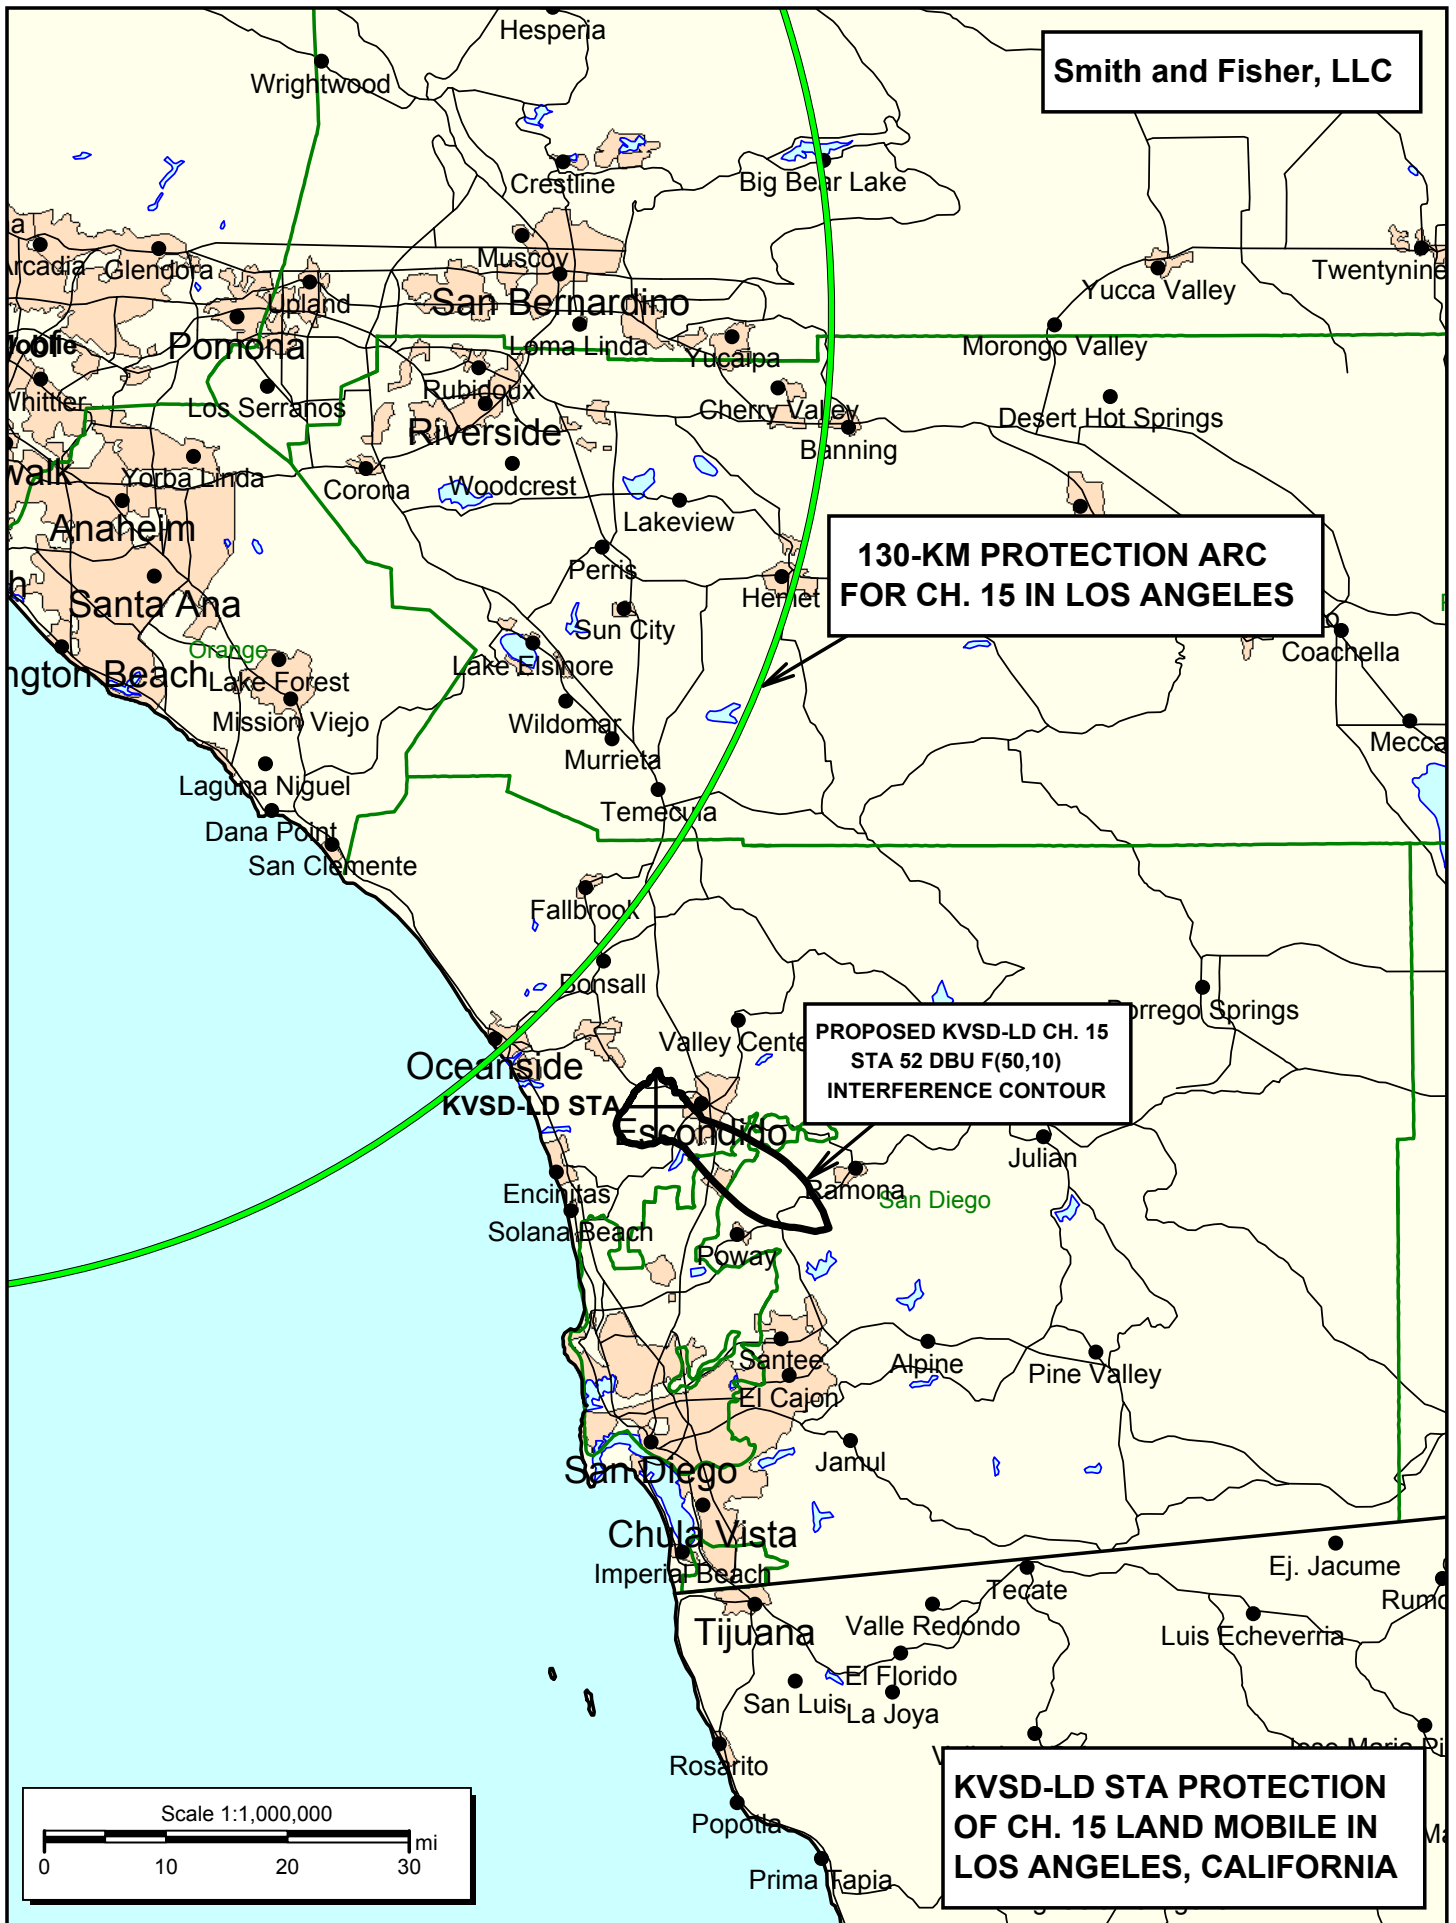 Hesperia
Smith and Fisher, LLC
Wrightwood
Crestline
Big Bear Lake
a
Arcadia
Glendora
Muscoy
Twentynine
Upland
San Bernardino
Yucca Valley
Pomona
Loma Linda
Yucaipa
Morongo Valley
Whittier
Los Serranos
Rubidoux
Cherry Valley
Desert Hot Springs
Riverside
Banning
walk
Yorba Linda
Corona
Woodcrest
Anaheim
Lakeview
130-KM PROTECTION ARC
FOR CH. 15 IN LOS ANGELES
Perris
h
Santa Ana
Hemet
Sun City
Orange
Lake Elsinore
Coachella
ngton Beach
Lake Forest
Mission Viejo
Wildomar
Murrieta
Mecca
Laguna Niguel
Temecula
Dana Point
San Clemente
Fallbrook
Bonsall
Borrego Springs
Valley Cente
PROPOSED KVSD-LD CH. 15
STA 52 DBU F(50,10)
INTERFERENCE CONTOUR
Oceanside
KVSD-LD STA
Escondido
Julian
Encinitas
Ramona
San Diego
Solana Beach
Poway
Santee
Alpine
Pine Valley
El Cajon
Jamul
San Diego
Chula Vista
Imperial Beach
Ej. Jacume
Tecate
Rumo
Valle Redondo
Tijuana
Luis Echeverria
El Florido
San Luis
La Joya
Rosarito
KVSD-LD STA PROTECTION
OF CH. 15 LAND MOBILE IN
LOS ANGELES, CALIFORNIA
Popotla
Prima Tapia
Scale 1:1,000,000
mi
0 10 20 30